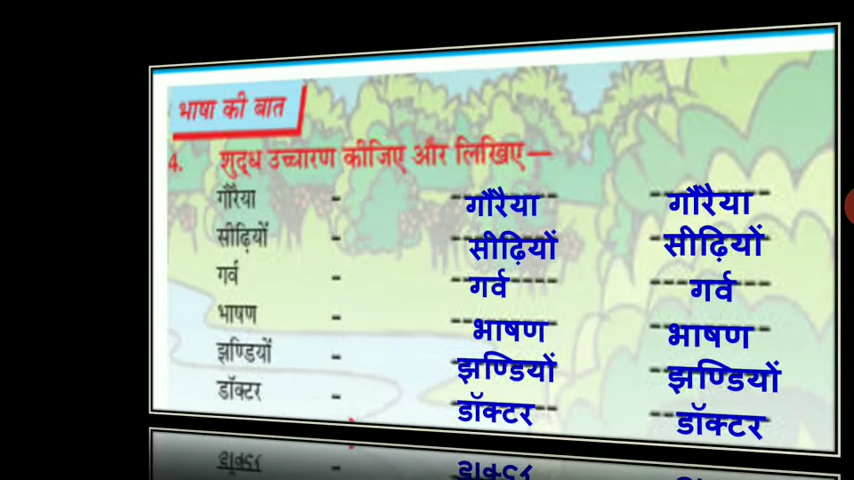 भाषा की बात
4. शुद्ध उच्चारण कीजिए और लिखिए —
गौरैया - गौरैया गौरैया
सीढ़ियों - सीढ़ियों सीढ़ियों
गर्व - गर्व गर्व
भाषण - भाषण भाषण
झण्डियों - झण्डियों झण्डियों
डॉक्टर - डॉक्टर डॉक्टर